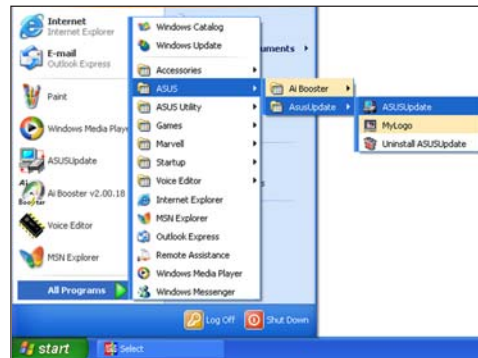 Internet
Internet Explorer
E-mail
Outlook Express
Paint
Windows Media Playe
ASUSUpdate
Ai Booster v2.00.18
Voice Editor
MSN Explorer
All Programs
Windows Catalog
Windows Update
Accessories
ASUS
ASUS Utility
Games
Marvell
Startup
Voice Editor
Internet Explorer
MSN Explorer
Outlook Express
Remote Assistance
Windows Media Player
Windows Messenger
uments
s
Ai Booster
AsusUpdate
ASUSUpdate
MyLogo
Uninstall ASUSUpdate
Log Off
Shut Down
start
Select